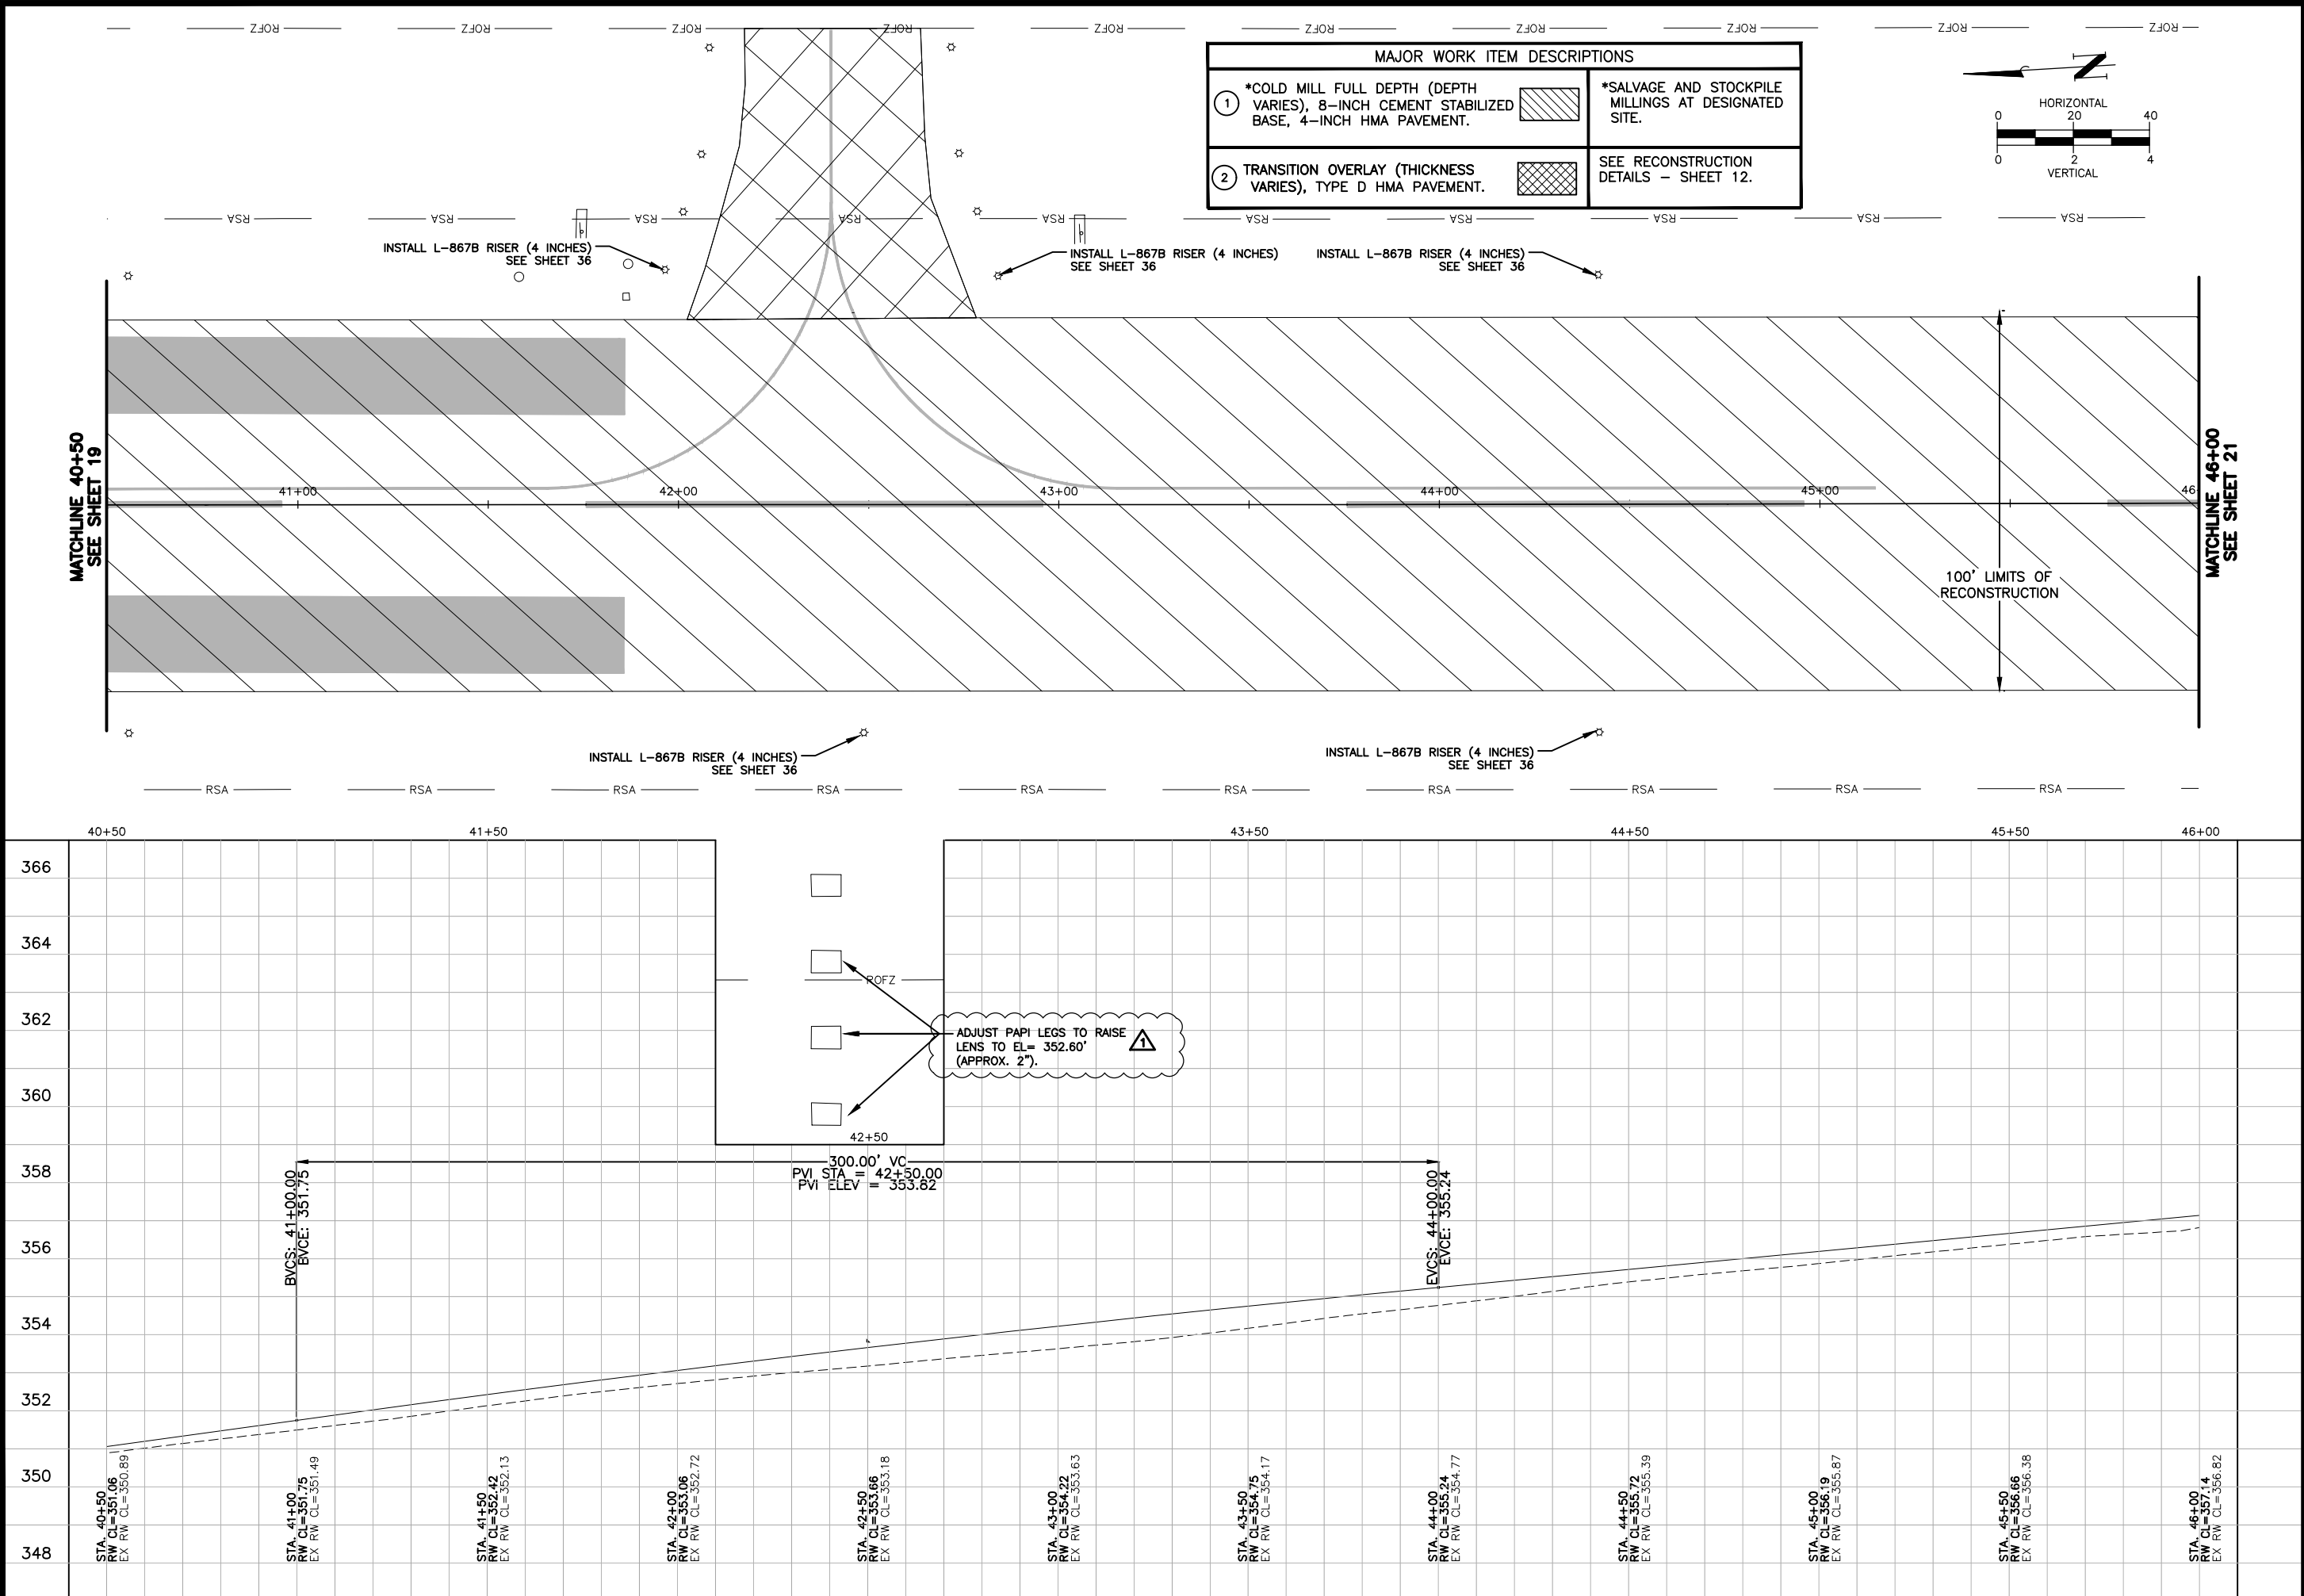 ROFZ ROFZ ROFZ ROFZ ROFZ ROFZ ROFZ ROFZ ROFZ ROFZ
MAJOR WORK ITEM DESCRIPTIONS
1 *COLD MILL FULL DEPTH (DEPTH
VARIES), 8-INCH CEMENT STABILIZED
BASE, 4-INCH HMA PAVEMENT.
*SALVAGE AND STOCKPILE
MILLINGS AT DESIGNATED
SITE.
2 TRANSITION OVERLAY (THICKNESS
VARIES), TYPE D HMA PAVEMENT.
SEE RECONSTRUCTION
DETAILS - SHEET 12.
N
HORIZONTAL
0 20 40
0 2 4
VERTICAL
RSA RSA RSA RSA RSA RSA RSA RSA RSA
INSTALL L-867B RISER (4 INCHES)
SEE SHEET 36
INSTALL L-867B RISER (4 INCHES)
SEE SHEET 36
INSTALL L-867B RISER (4 INCHES)
SEE SHEET 36
MATCHLINE 40+50
SEE SHEET 19
41+00 42+00 43+00 44+00 45+00 46
MATCHLINE 46+00
SEE SHEET 21
100' LIMITS OF
RECONSTRUCTION
INSTALL L-867B RISER (4 INCHES)
SEE SHEET 36
INSTALL L-867B RISER (4 INCHES)
SEE SHEET 36
RSA RSA RSA RSA RSA RSA RSA RSA RSA RSA
40+50 41+50 43+50 44+50 45+50 46+00
366
364
ROFZ
362
ADJUST PAPI LEGS TO RAISE
LENS TO EL= 352.60'
(APPROX. 2").
1
360
42+50
358
300.00' VC
PVI STA = 42+50.00
PVI ELEV = 353.82
BVCS: 41+00.00
BVCE: 351.75
EVCS: 44+00.00
EVCE: 355.24
356
354
352
350
348
STA. 40+50
RW CL=351.06
EX RW CL=350.89
STA. 41+00
RW CL=351.75
EX RW CL=351.49
STA. 41+50
RW CL=352.42
EX RW CL=352.13
STA. 42+00
RW CL=353.06
EX RW CL=352.72
STA. 42+50
RW CL=353.66
EX RW CL=353.18
STA. 43+00
RW CL=354.22
EX RW CL=353.63
STA. 43+50
RW CL=354.75
EX RW CL=354.17
STA. 44+00
RW CL=355.24
EX RW CL=354.77
STA. 44+50
RW CL=355.72
EX RW CL=355.39
STA. 45+00
RW CL=356.19
EX RW CL=355.87
STA. 45+50
RW CL=356.66
EX RW CL=356.38
STA. 46+00
RW CL=357.14
EX RW CL=356.82